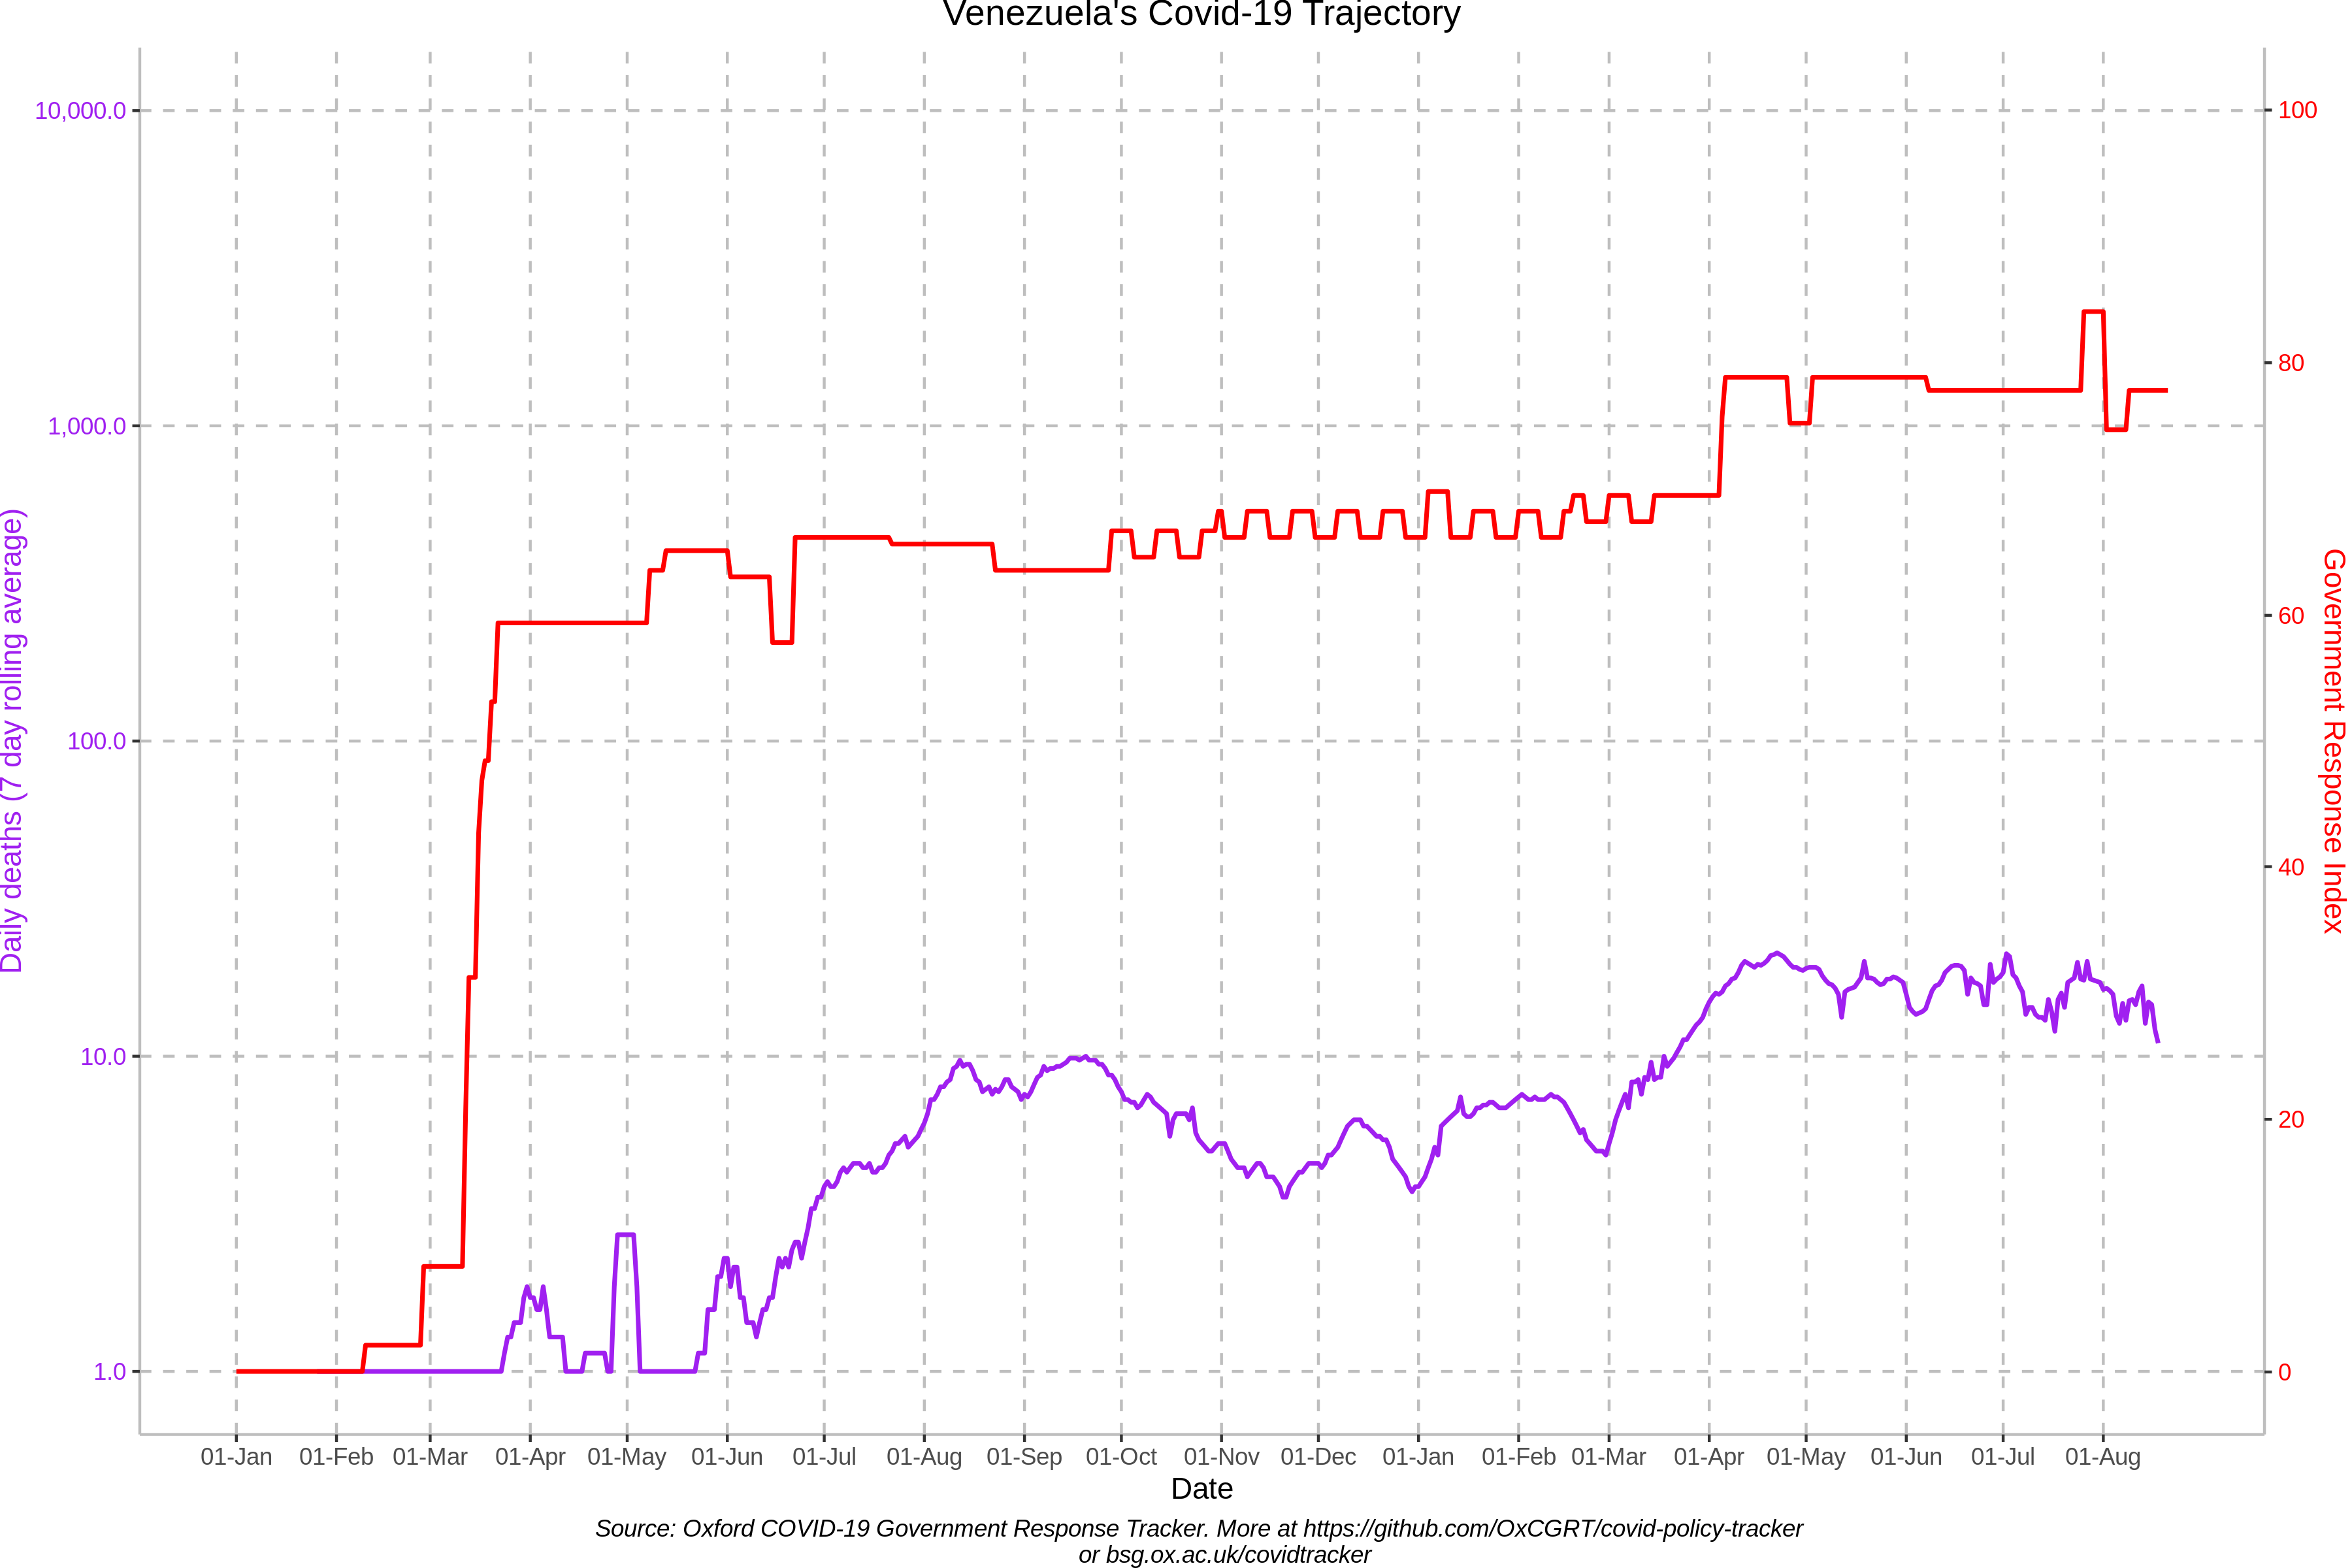 Venezuela's Covid-19 Trajectory
10,000.0
1,000.0
100.0
10.0
1.0
Daily deaths (7 day rolling average)
100
80
60
40
20
0
Government Response Index
01-Jan 01-Feb 01-Mar 01-Apr 01-May 01-Jun 01-Jul 01-Aug 01-Sep 01-Oct 01-Nov 01-Dec 01-Jan 01-Feb 01-Mar 01-Apr 01-May 01-Jun 01-Jul 01-Aug
Date
Source: Oxford COVID-19 Government Response Tracker. More at https://github.com/OxCGRT/covid-policy-tracker
or bsg.ox.ac.uk/covidtracker